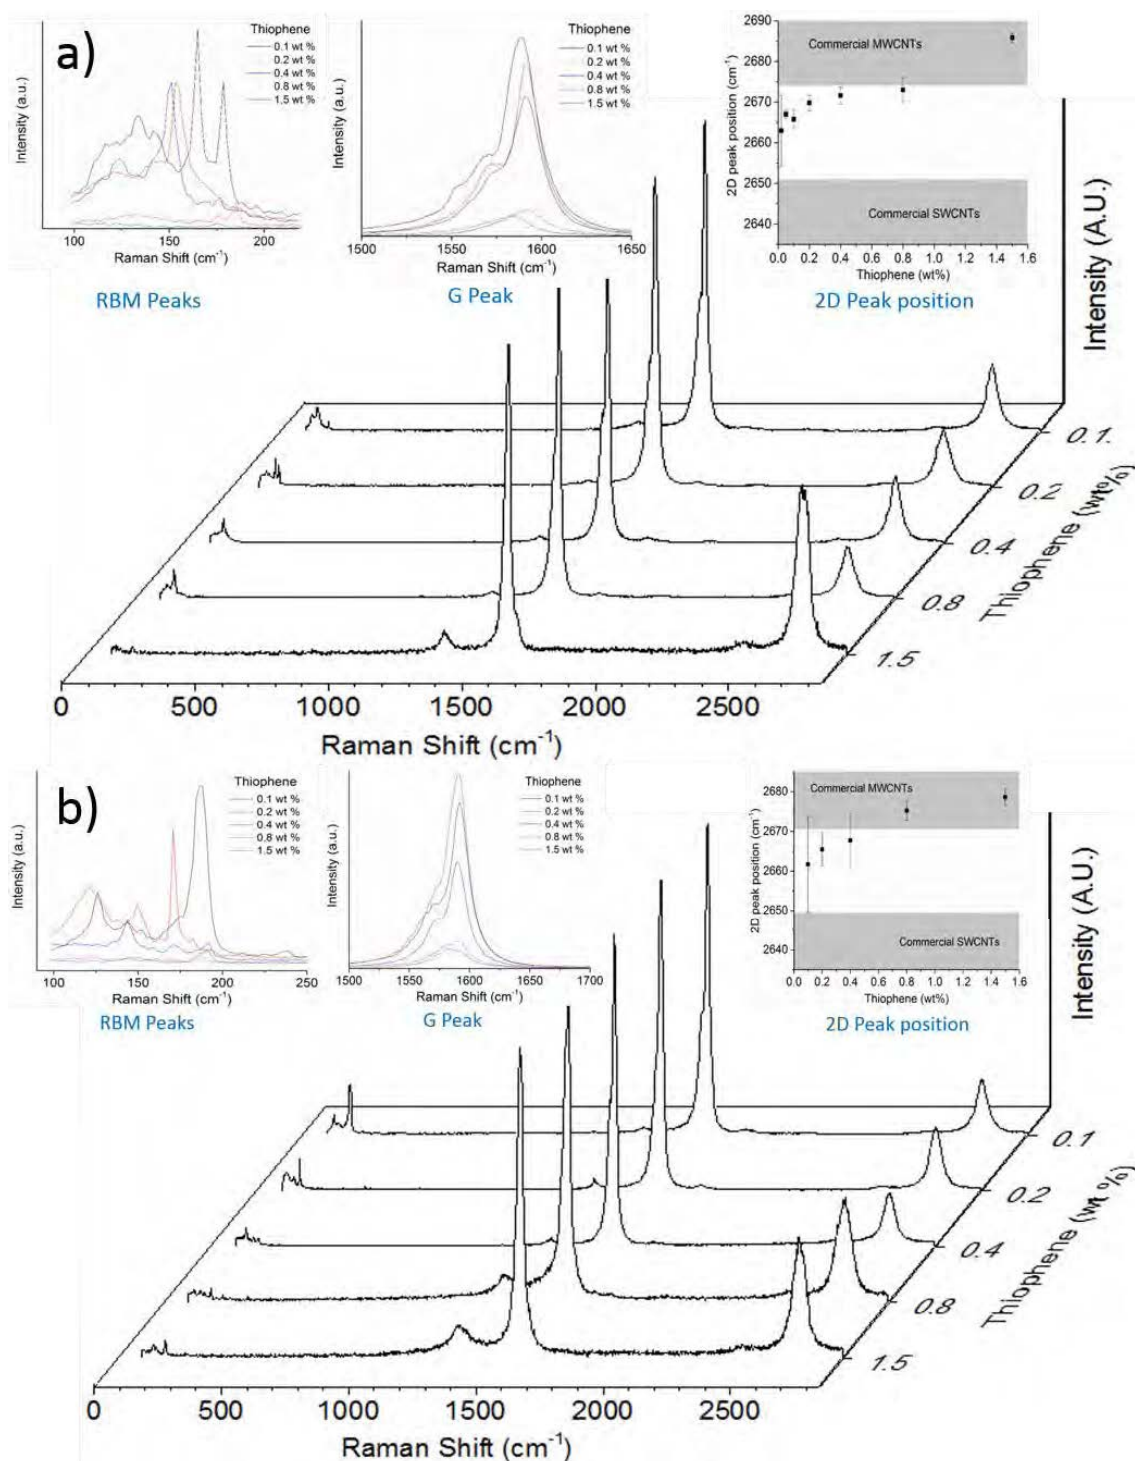 a)
Intensity (a.u.)
Thiophene
0.1 wt %
0.2 wt %
0.4 wt %
0.8 wt %
1.5 wt %
100 150 200
Raman Shift (cm⁻¹)
RBM Peaks
Intensity (a.u.)
Thiophene
0.1 wt %
0.2 wt %
0.4 wt %
0.8 wt %
1.5 wt %
1500 1550 1600 1650
Raman Shift (cm⁻¹)
G Peak
2D peak position (cm⁻¹)
2690
2680
2670
2660
2650
2640
Commercial MWCNTs
Commercial SWCNTs
0.0 0.2 0.4 0.6 0.8 1.0 1.2 1.4 1.6
Thiophene (wt%)
2D Peak position
Intensity (A.U.)
0.1
0.2
0.4
0.8
1.5
Thiophene (wt%)
0 500 1000 1500 2000 2500
Raman Shift (cm⁻¹)
b)
Intensity (a.u.)
Thiophene
0.1 wt %
0.2 wt %
0.4 wt %
0.8 wt %
1.5 wt %
100 150 200 250
Raman Shift (cm⁻¹)
RBM Peaks
Intensity (a.u.)
Thiophene
0.1 wt %
0.2 wt %
0.4 wt %
0.8 wt %
1.5 wt %
1500 1550 1600 1650 1700
Raman Shift (cm⁻¹)
G Peak
2D peak position (cm⁻¹)
2680
2670
2660
2650
2640
Commercial MWCNTs
Commercial SWCNTs
0.0 0.2 0.4 0.6 0.8 1.0 1.2 1.4 1.6
Thiophene (wt%)
2D Peak position
Intensity (A.U.)
0.1
0.2
0.4
0.8
1.5
Thiophene (wt %)
0 500 1000 1500 2000 2500
Raman Shift (cm⁻¹)